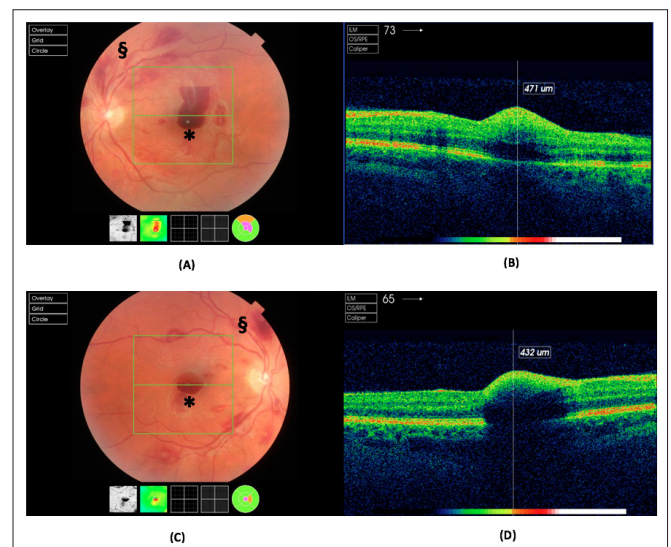 Overlay
Grid
Circle
§
*
ILM
OS/RPE
Caliper
73
471 um
(A)
(B)
Overlay
Grid
Circle
§
*
ILM
OS/RPE
Caliper
65
432 um
(C)
(D)